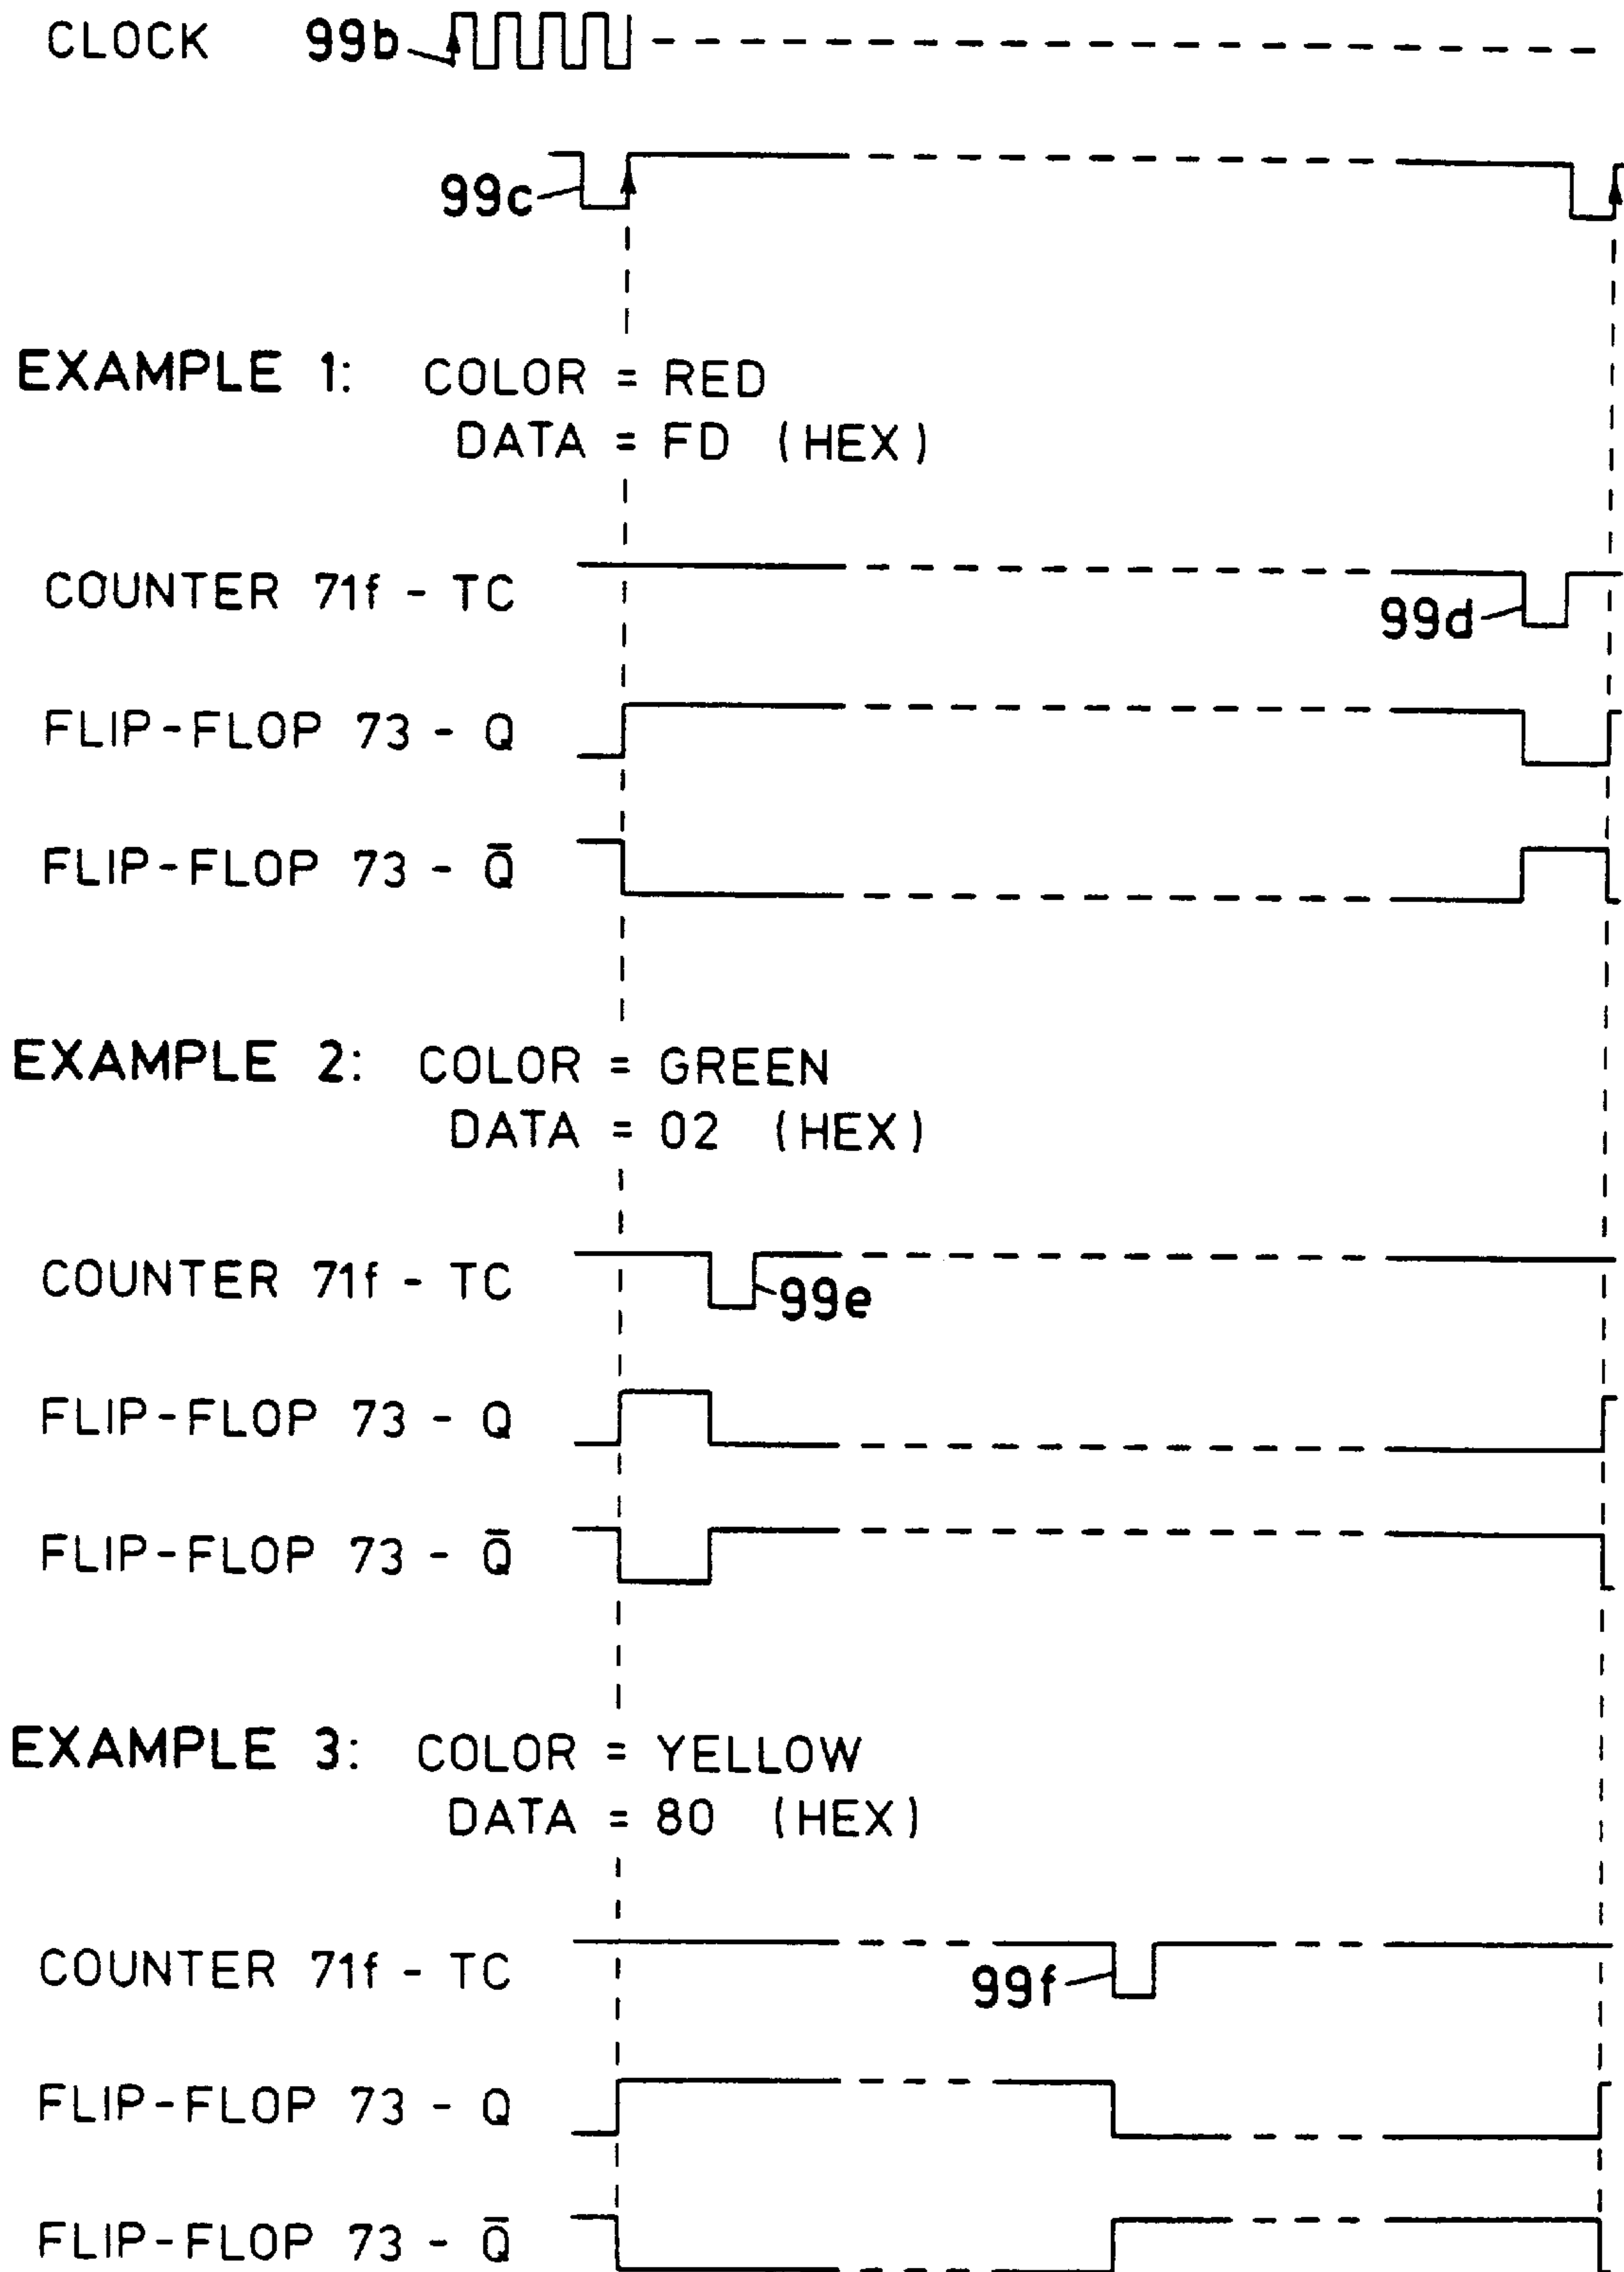 CLOCK 99b
99c
EXAMPLE 1: COLOR = RED
DATA = FD (HEX)
COUNTER 71f - TC
99d
FLIP-FLOP 73 - Q
FLIP-FLOP 73 - Q̄
EXAMPLE 2: COLOR = GREEN
DATA = 02 (HEX)
COUNTER 71f - TC
99e
FLIP-FLOP 73 - Q
FLIP-FLOP 73 - Q̄
EXAMPLE 3: COLOR = YELLOW
DATA = 80 (HEX)
COUNTER 71f - TC
99f
FLIP-FLOP 73 - Q
FLIP-FLOP 73 - Q̄